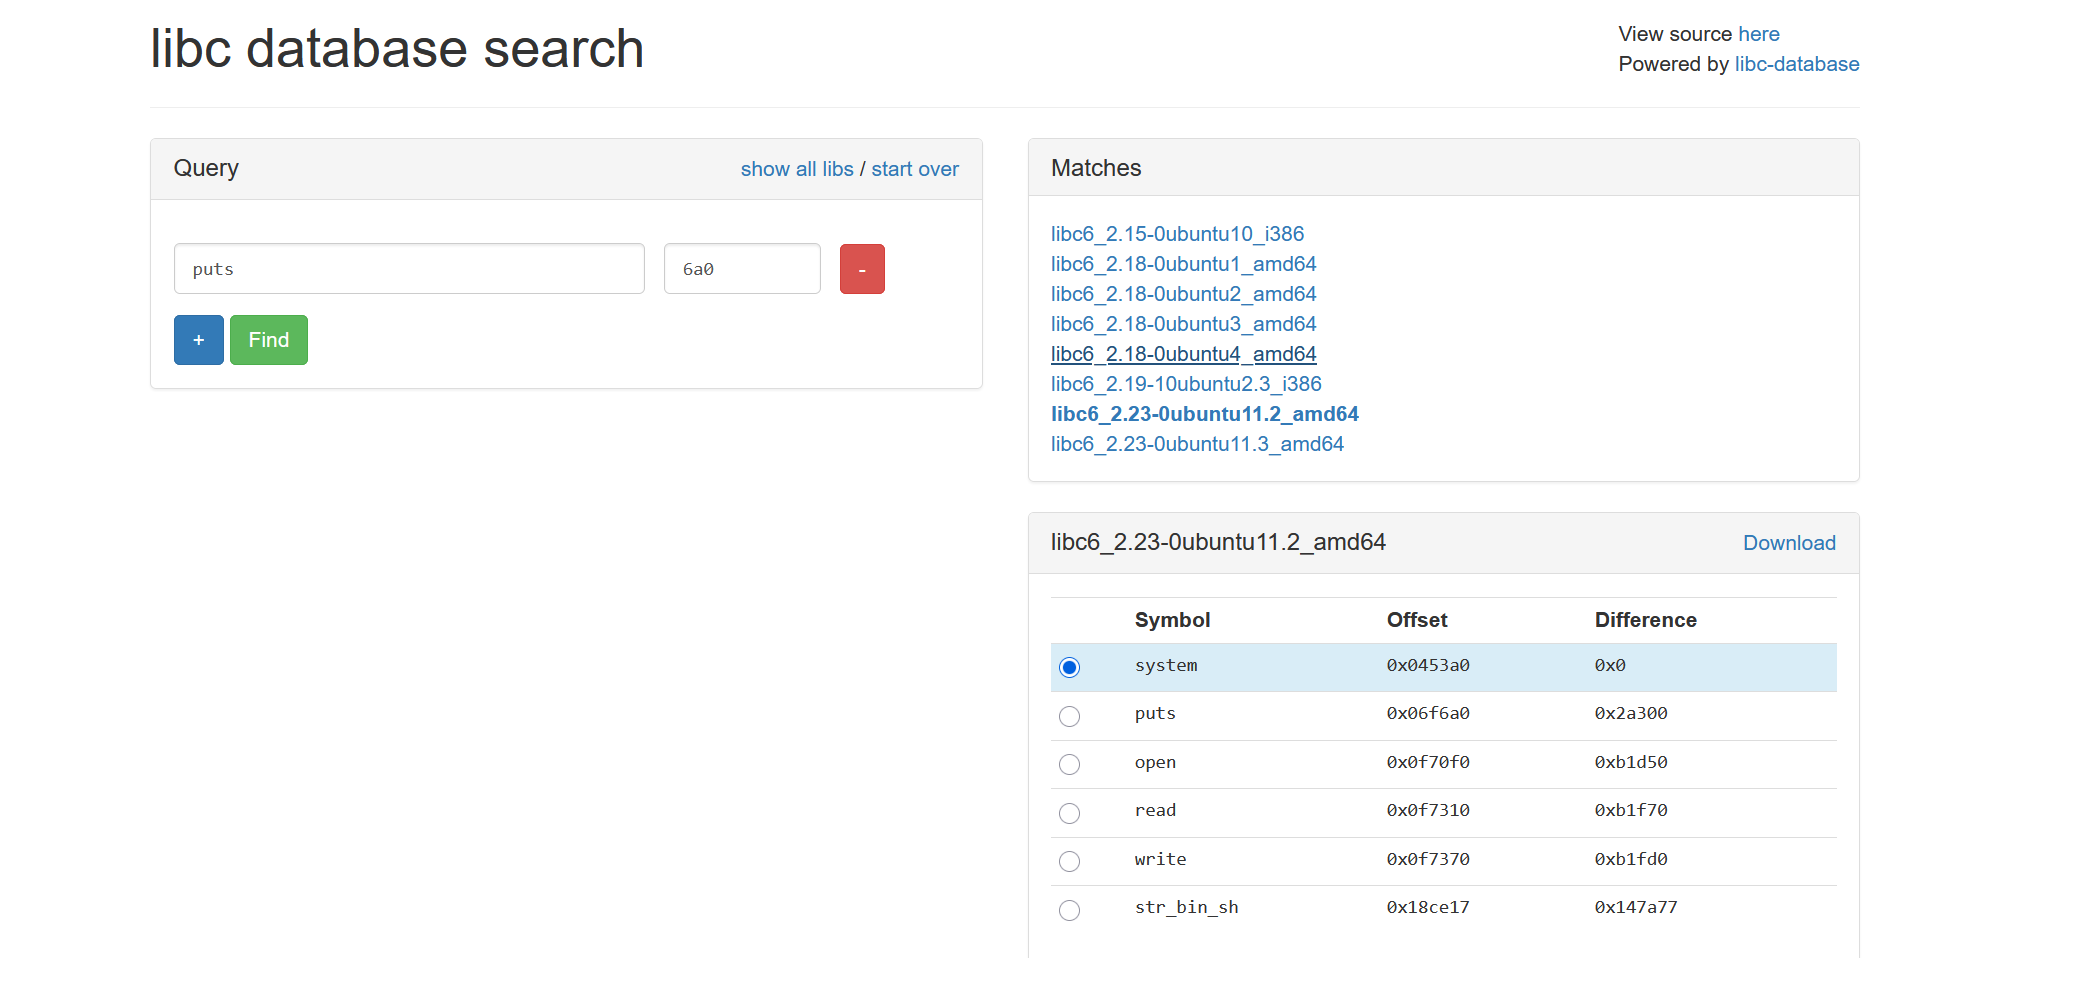 libc database search
View source here
Powered by libc-database
Query
show all libs / start over
puts
6a0
-
+
Find
Matches
libc6_2.15-0ubuntu10_i386
libc6_2.18-0ubuntu1_amd64
libc6_2.18-0ubuntu2_amd64
libc6_2.18-0ubuntu3_amd64
libc6_2.18-0ubuntu4_amd64
libc6_2.19-10ubuntu2.3_i386
libc6_2.23-0ubuntu11.2_amd64
libc6_2.23-0ubuntu11.3_amd64
libc6_2.23-0ubuntu11.2_amd64
Download
Symbol Offset Difference
system 0x0453a0 0x0
puts 0x06f6a0 0x2a300
open 0x0f70f0 0xb1d50
read 0x0f7310 0xb1f70
write 0x0f7370 0xb1fd0
str_bin_sh 0x18ce17 0x147a77